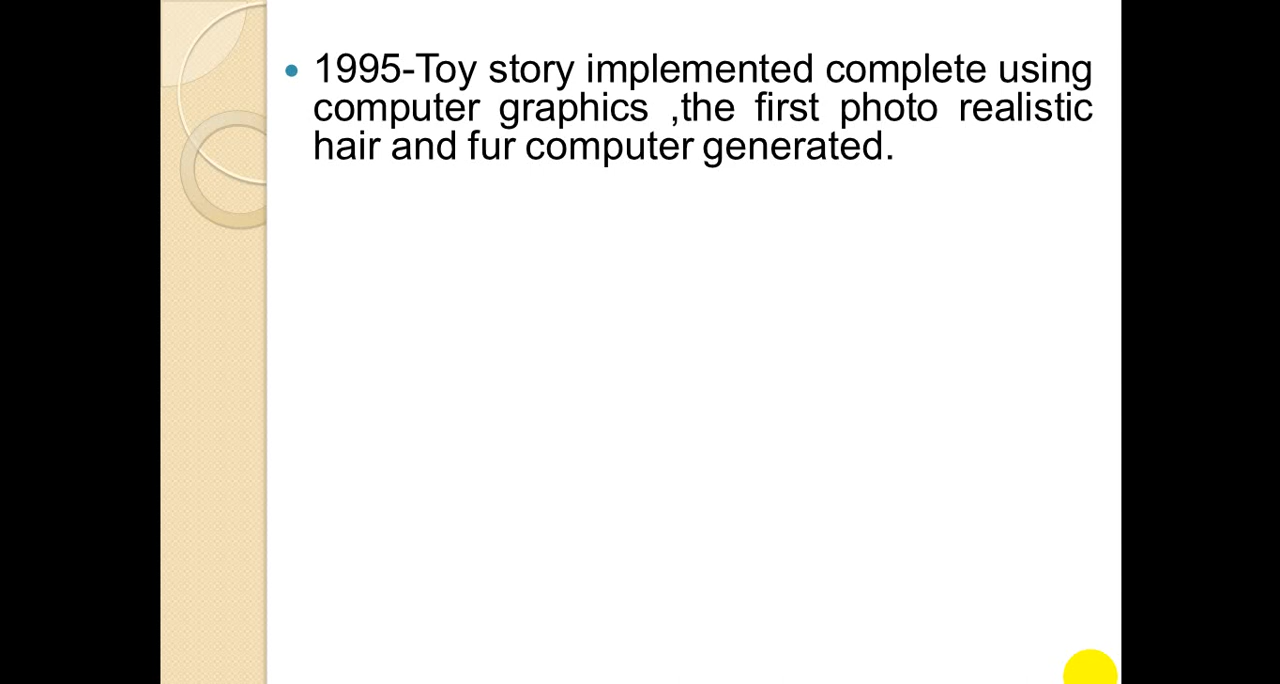 • 1995-Toy story implemented complete using
computer graphics ,the first photo realistic
hair and fur computer generated.